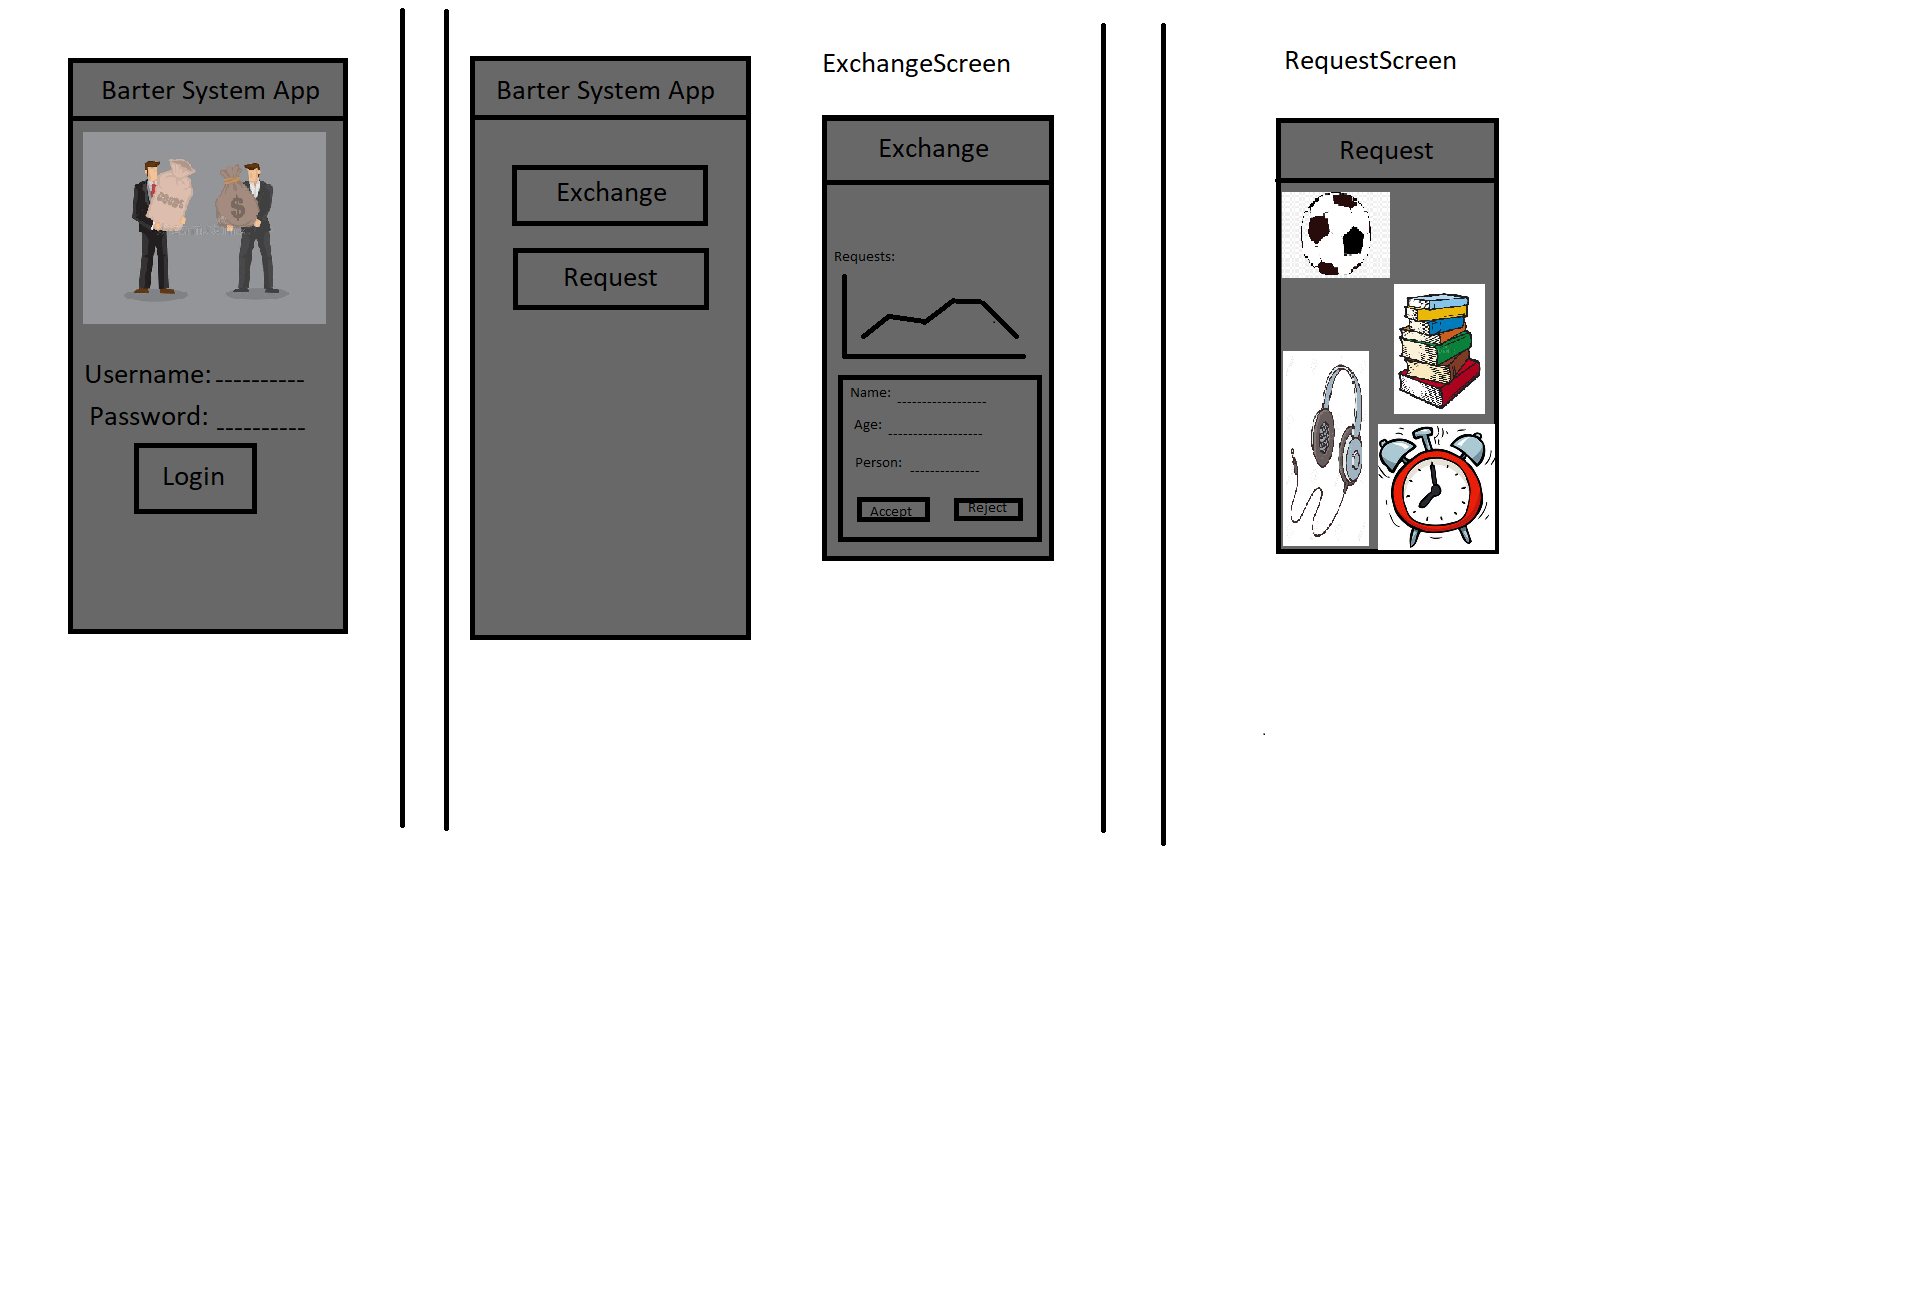 Barter System App
Username: ----------
Password: ----------
Login
Barter System App
Exchange
Request
ExchangeScreen
Exchange
Requests:
Name: ------------------
Age: -------------------
Person: --------------
Accept
Reject
RequestScreen
Request